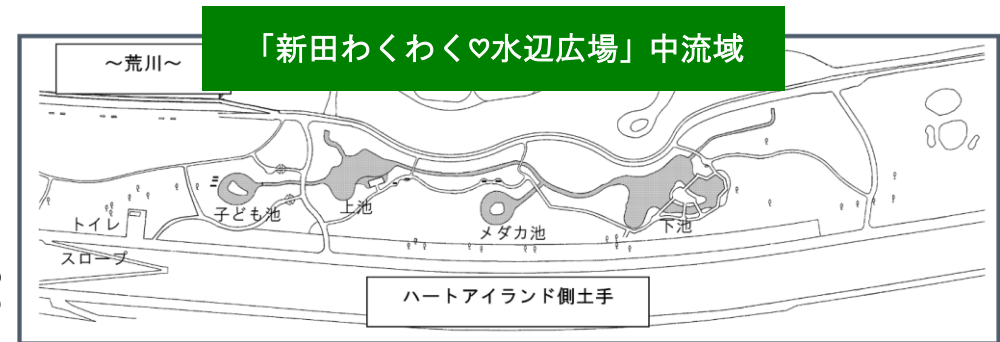 「新田わくわく♡水辺広場」中流域
～荒川～
子ども池
上池
トイレ
メダカ池
下池
スロープ
ハートアイランド側土手